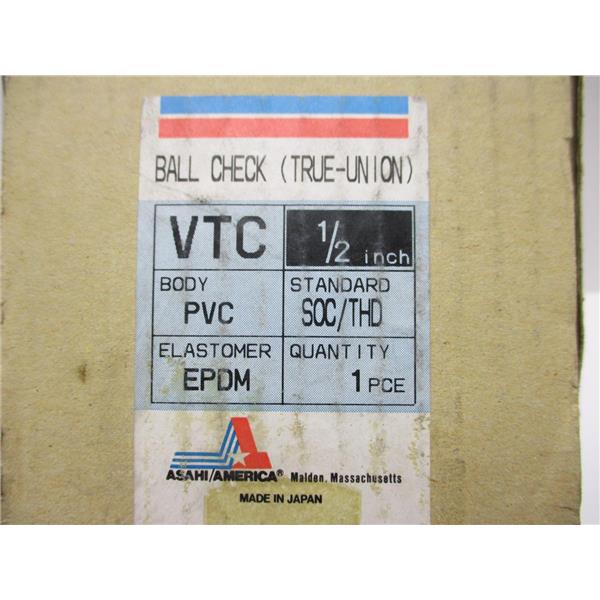 BALL CHECK (TRUE-UNION)
VTC 1/2 inch
BODY STANDARD
PVC SOC/THD
ELASTOMER QUANTITY
EPDM 1 PCE
ASAHI/AMERICA® Malden, Massachusetts
MADE IN JAPAN